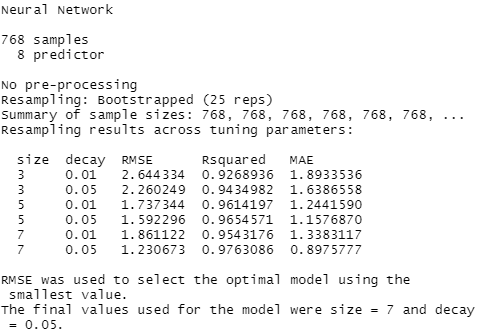 Neural Network
768 samples
8 predictor
No pre-processing
Resampling: Bootstrapped (25 reps)
Summary of sample sizes: 768, 768, 768, 768, 768, 768, ...
Resampling results across tuning parameters:
size decay RMSE Rsquared MAE
3 0.01 2.644334 0.9268936 1.8933536
3 0.05 2.260249 0.9434982 1.6386558
5 0.01 1.737344 0.9614197 1.2441590
5 0.05 1.592296 0.9654571 1.1576870
7 0.01 1.861122 0.9543176 1.3383117
7 0.05 1.230673 0.9763086 0.8975777
RMSE was used to select the optimal model using the
smallest value.
The final values used for the model were size = 7 and decay
= 0.05.